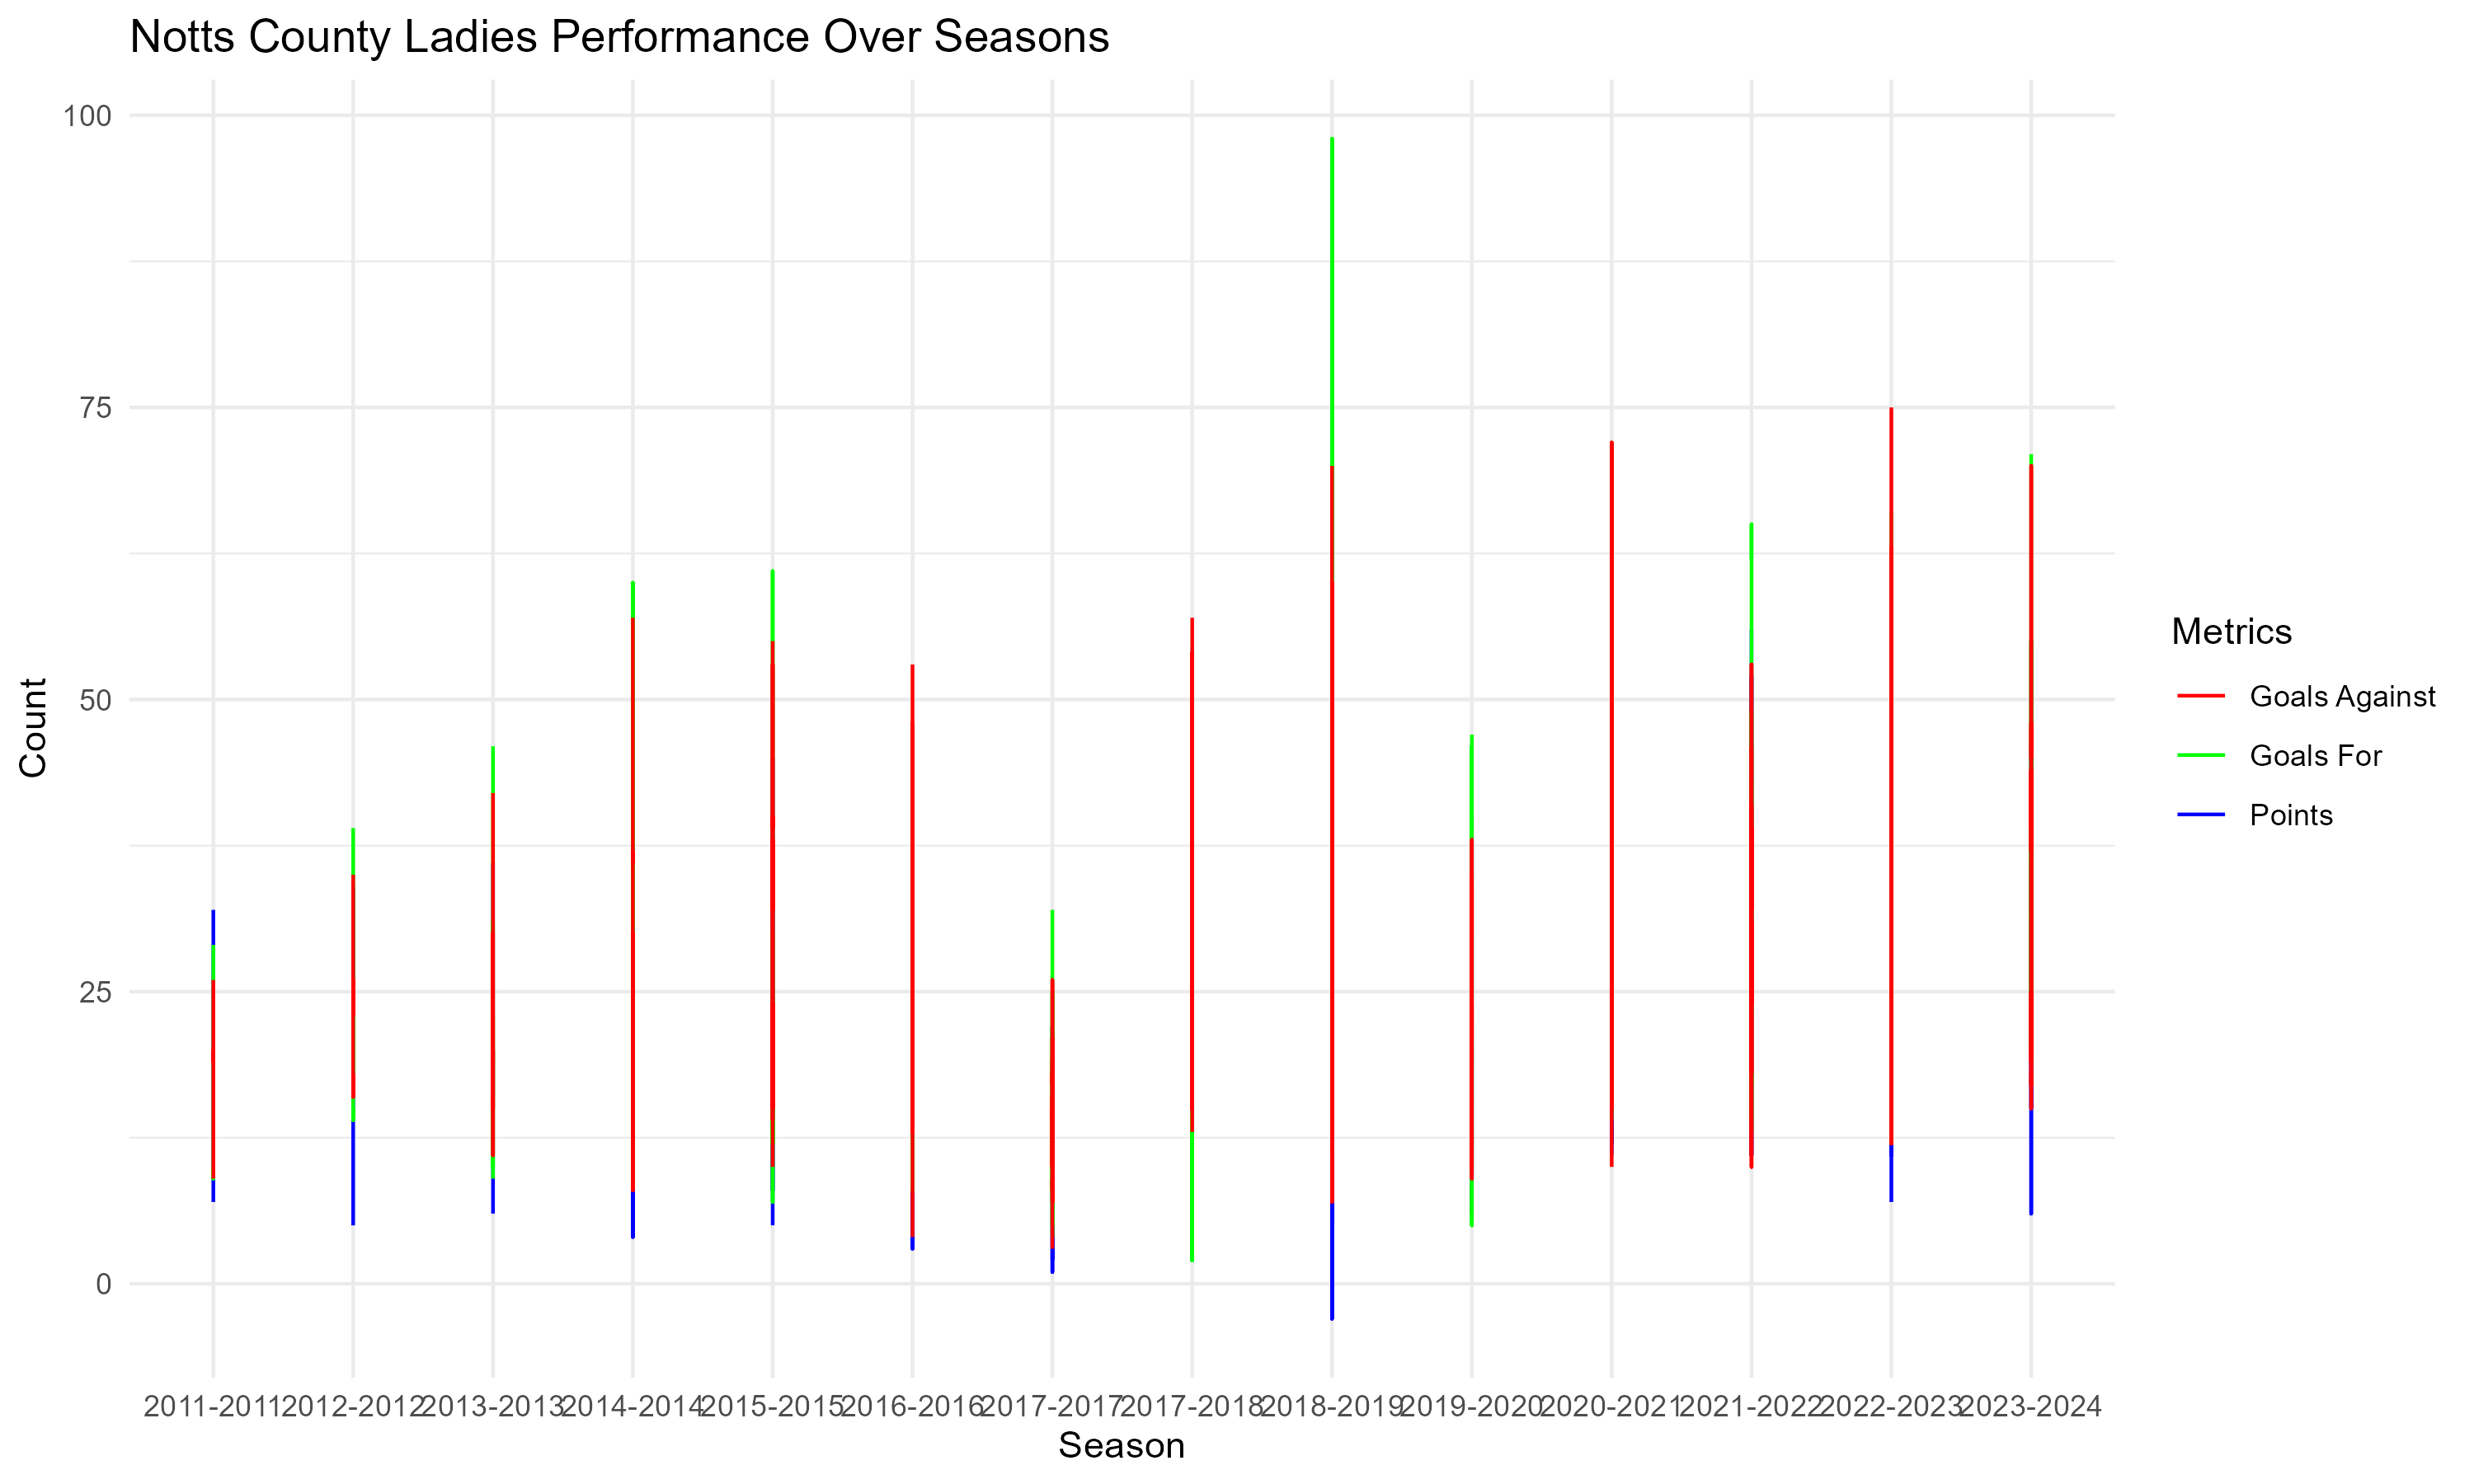 Notts County Ladies Performance Over Seasons
100
75
50
25
0
Count
2011-2011
2012-2012
2013-2013
2014-2014
2015-2015
2016-2016
2017-2017
2017-2018
2018-2019
2019-2020
2020-2021
2021-2022
2022-2023
2023-2024
Season
Metrics
Goals Against
Goals For
Points